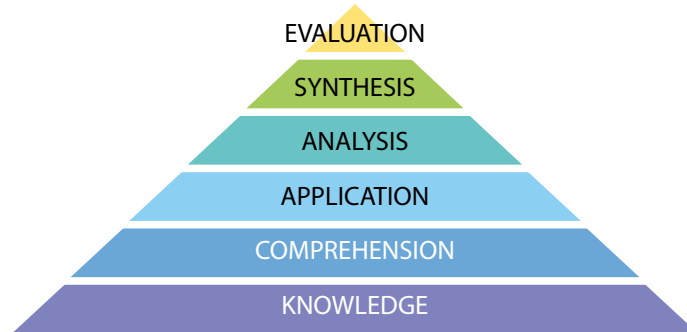 EVALUATION
SYNTHESIS
ANALYSIS
APPLICATION
COMPREHENSION
KNOWLEDGE